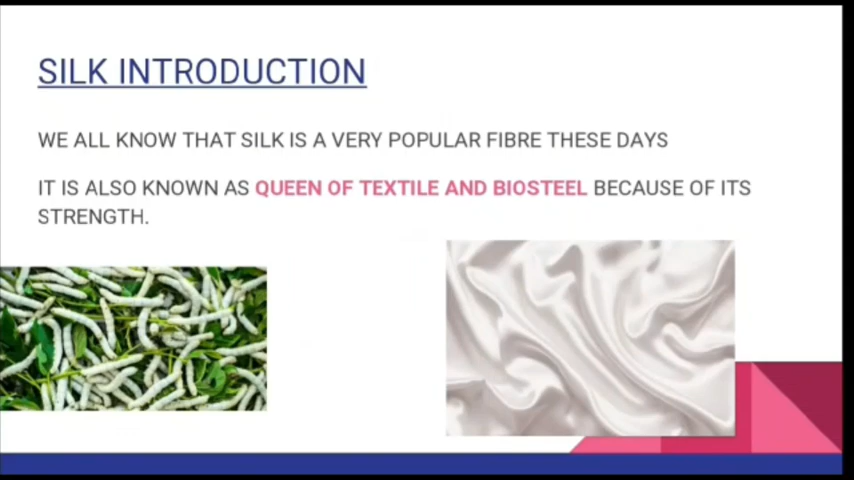 SILK INTRODUCTION
WE ALL KNOW THAT SILK IS A VERY POPULAR FIBRE THESE DAYS
IT IS ALSO KNOWN AS QUEEN OF TEXTILE AND BIOSTEEL BECAUSE OF ITS
STRENGTH.